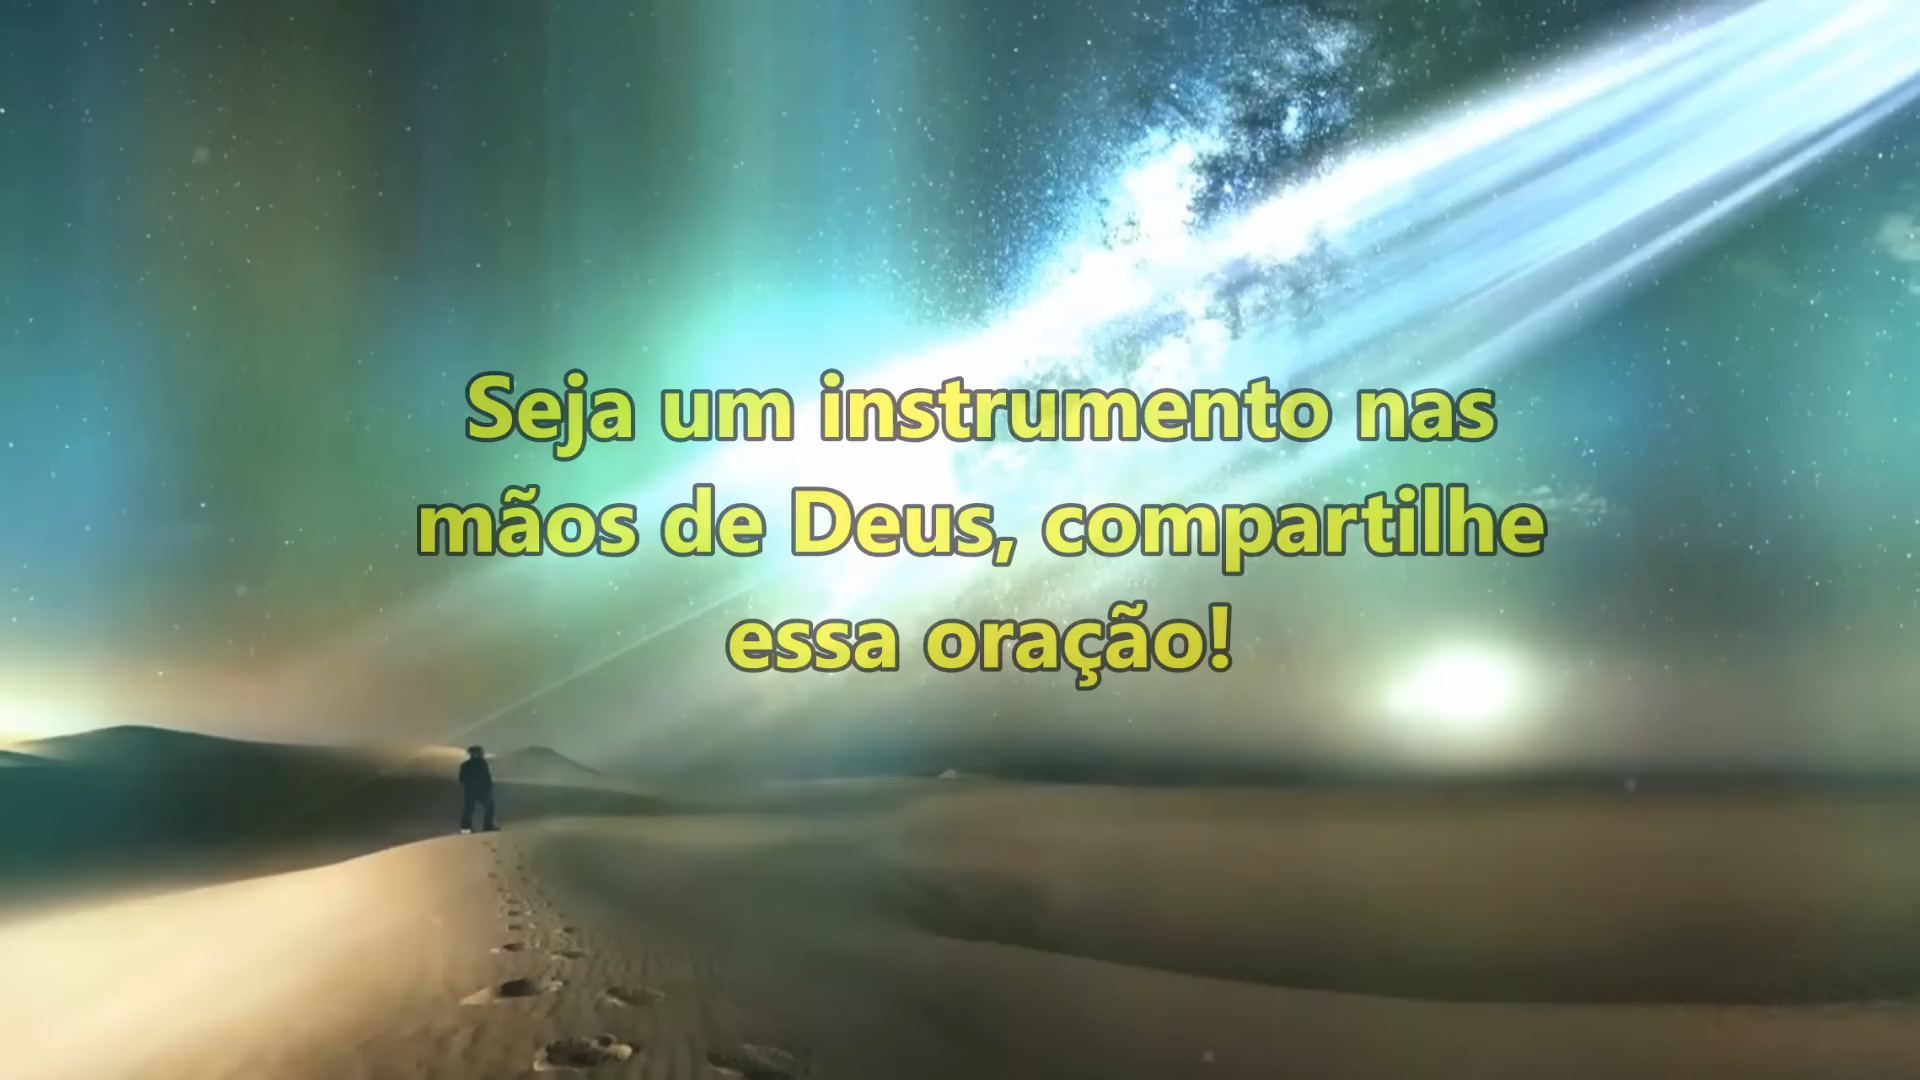 Seja um instrumento nas
mãos de Deus, compartilhe
essa oração!